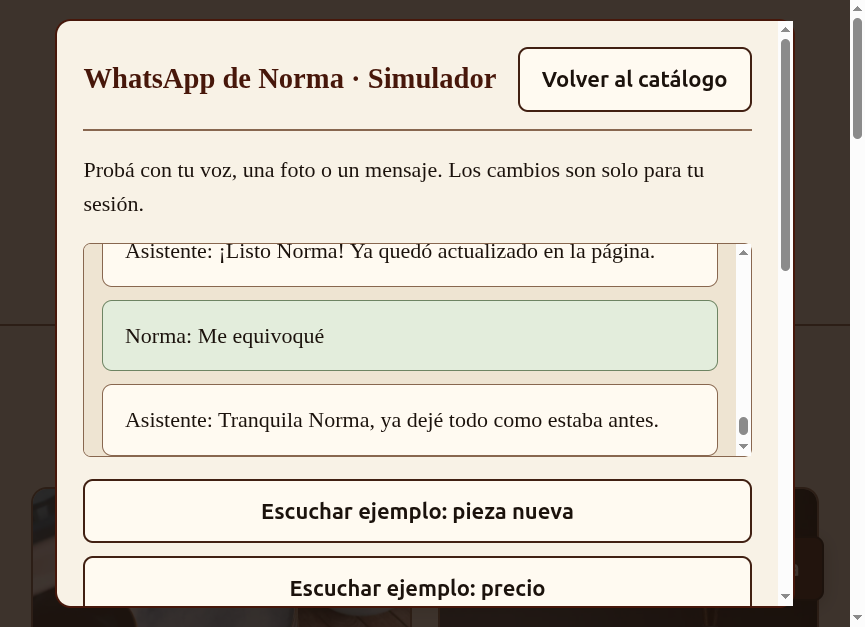 WhatsApp de Norma · Simulador
Volver al catálogo
Probá con tu voz, una foto o un mensaje. Los cambios son solo para tu
sesión.
Asistente: ¡Listo Norma! Ya quedó actualizado en la página.
Norma: Me equivoqué
Asistente: Tranquila Norma, ya dejé todo como estaba antes.
Escuchar ejemplo: pieza nueva
Escuchar ejemplo: precio